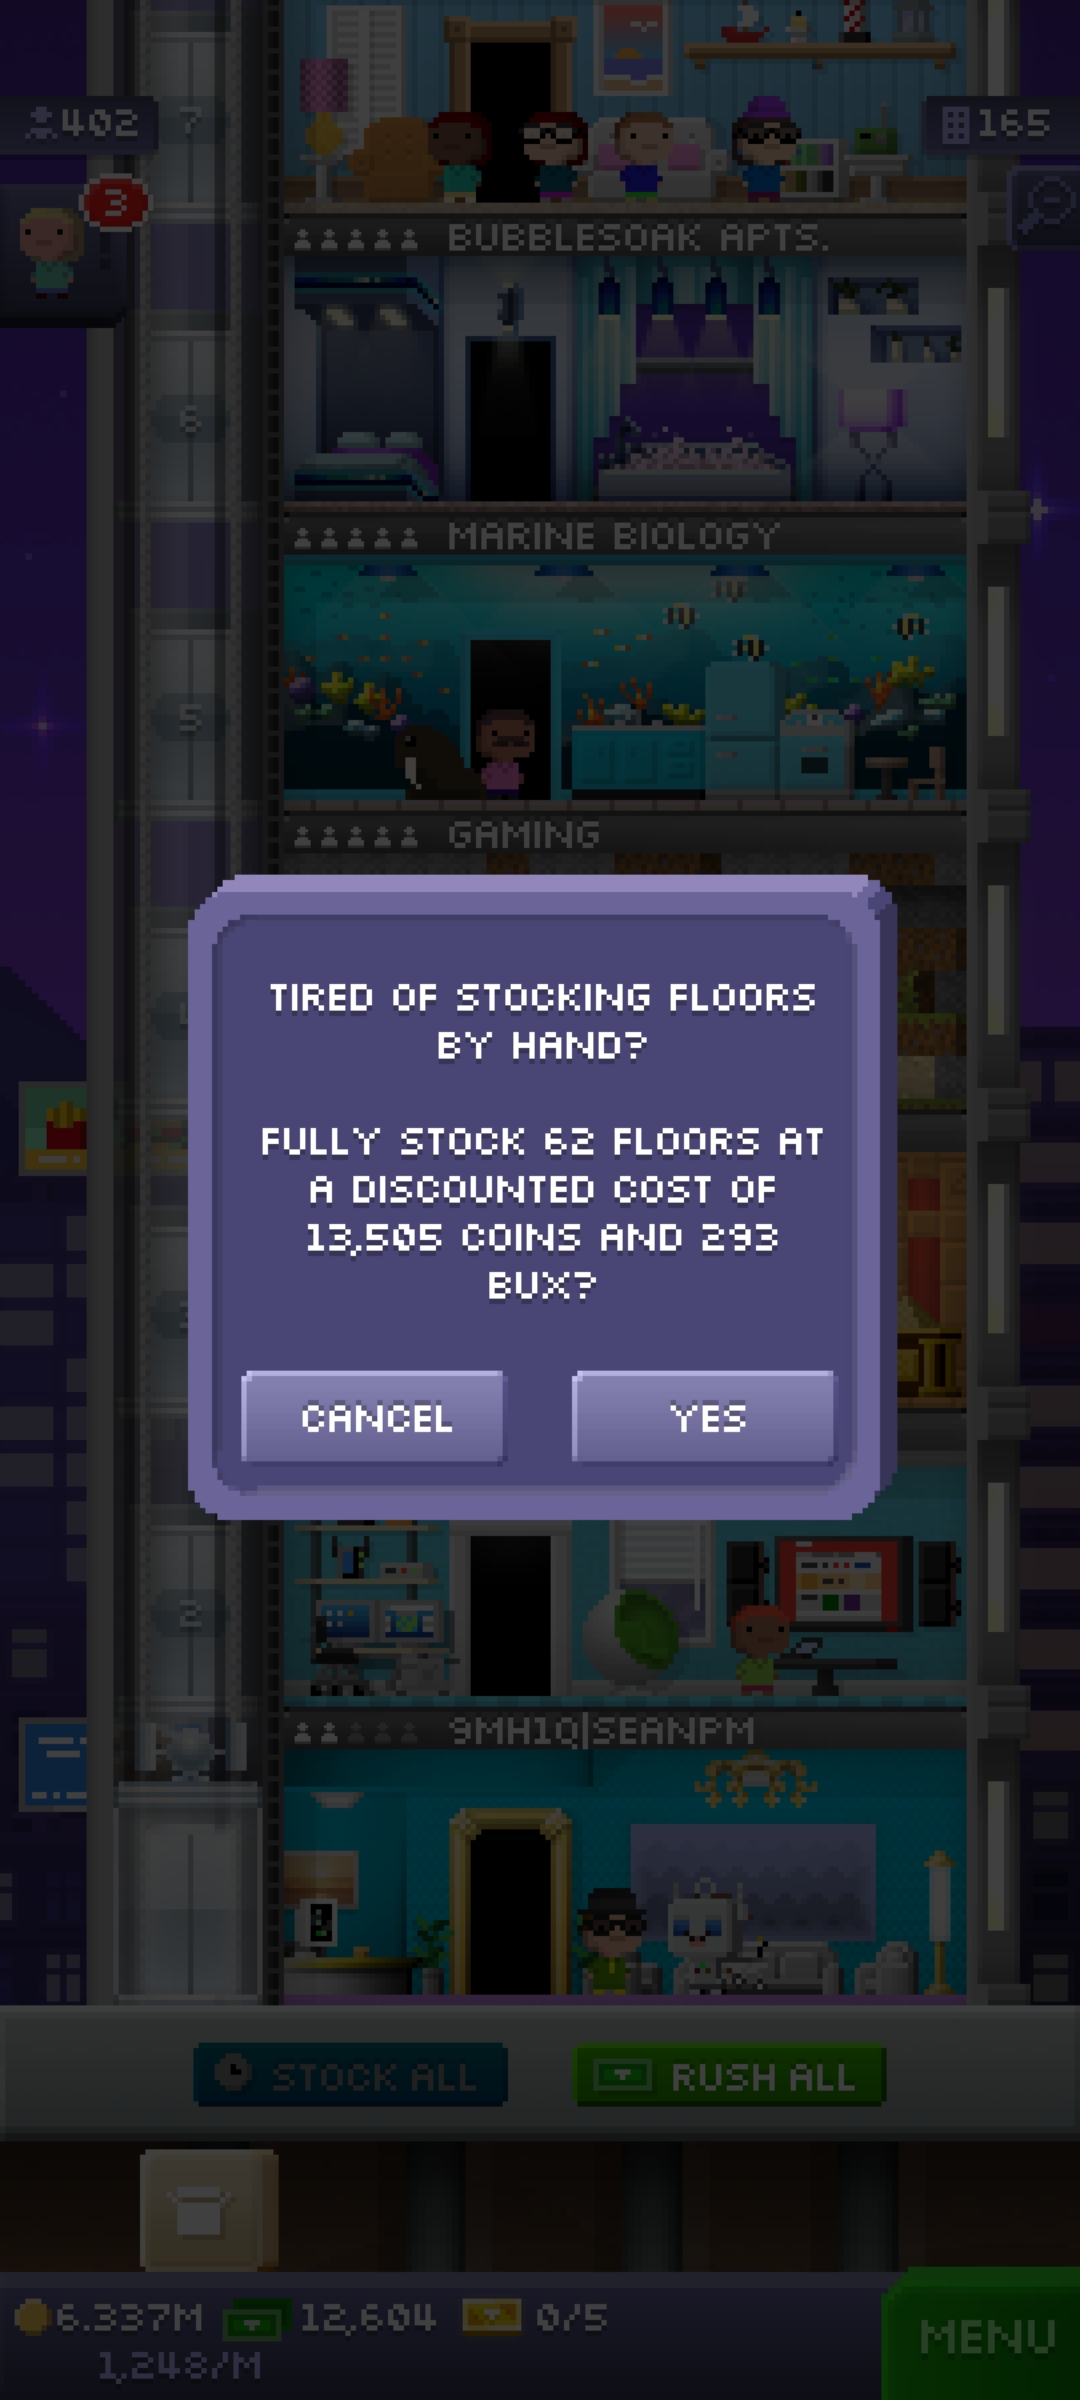 402
7
165
3
BUBBLESOAK APTS.
6
MARINE BIOLOGY
5
GAMING
TIRED OF STOCKING FLOORS
BY HAND?
FULLY STOCK 62 FLOORS AT
A DISCOUNTED COST OF
13,505 COINS AND 293
BUX?
CANCEL
YES
2
9MH1Q|SEANPM
STOCK ALL
RUSH ALL
6.337M
12,604
0/5
1,248/M
MENU